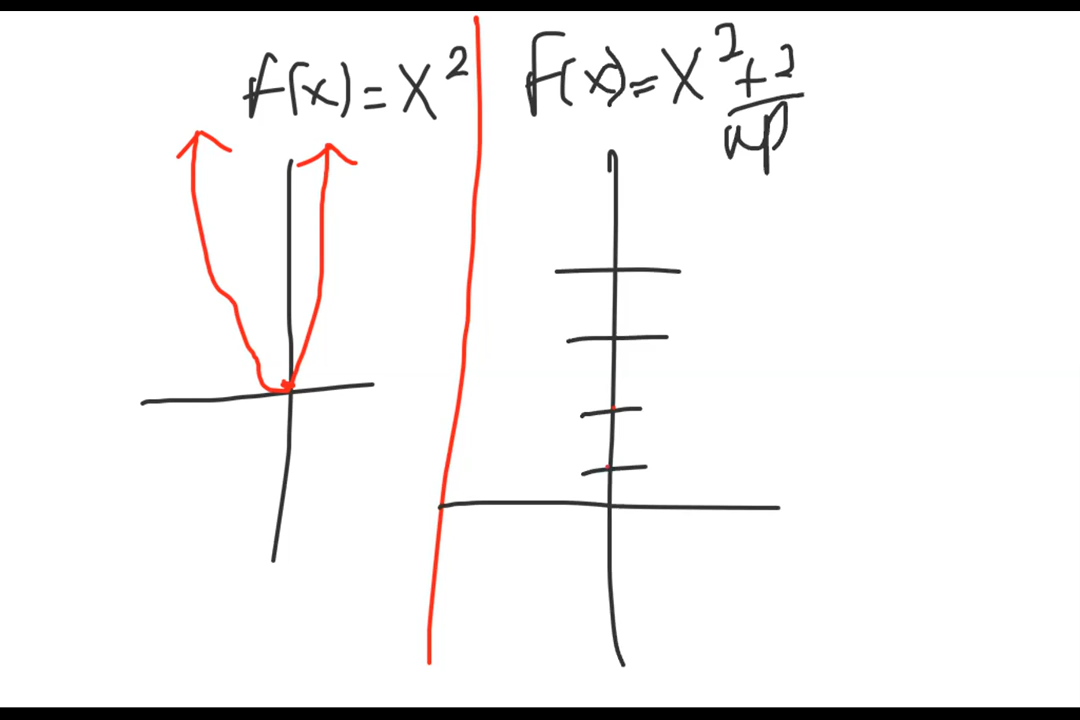 f(x) = x²
f(x) = x² + 2
up